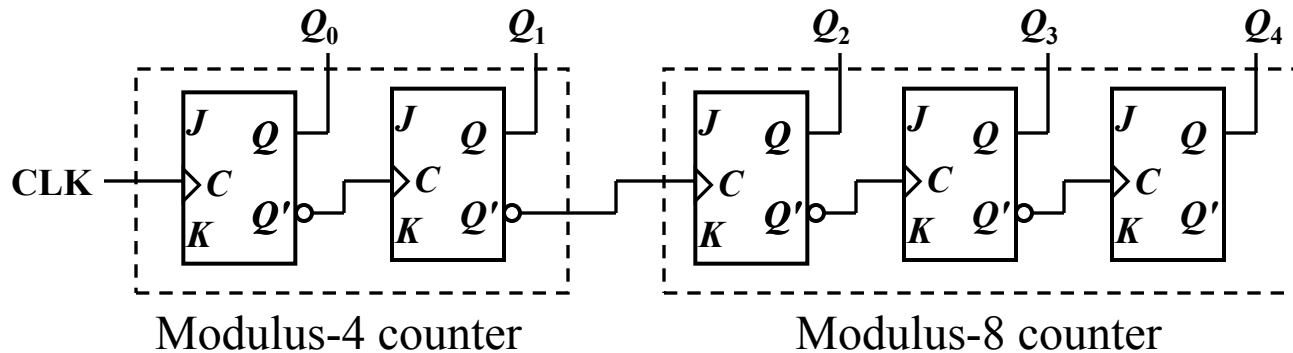 Q₀ Q₁ Q₂ Q₃ Q₄
J Q J Q J Q J Q J Q
CLK C C C C C
K Q' K Q' K Q' K Q' K Q'
Modulus-4 counter Modulus-8 counter